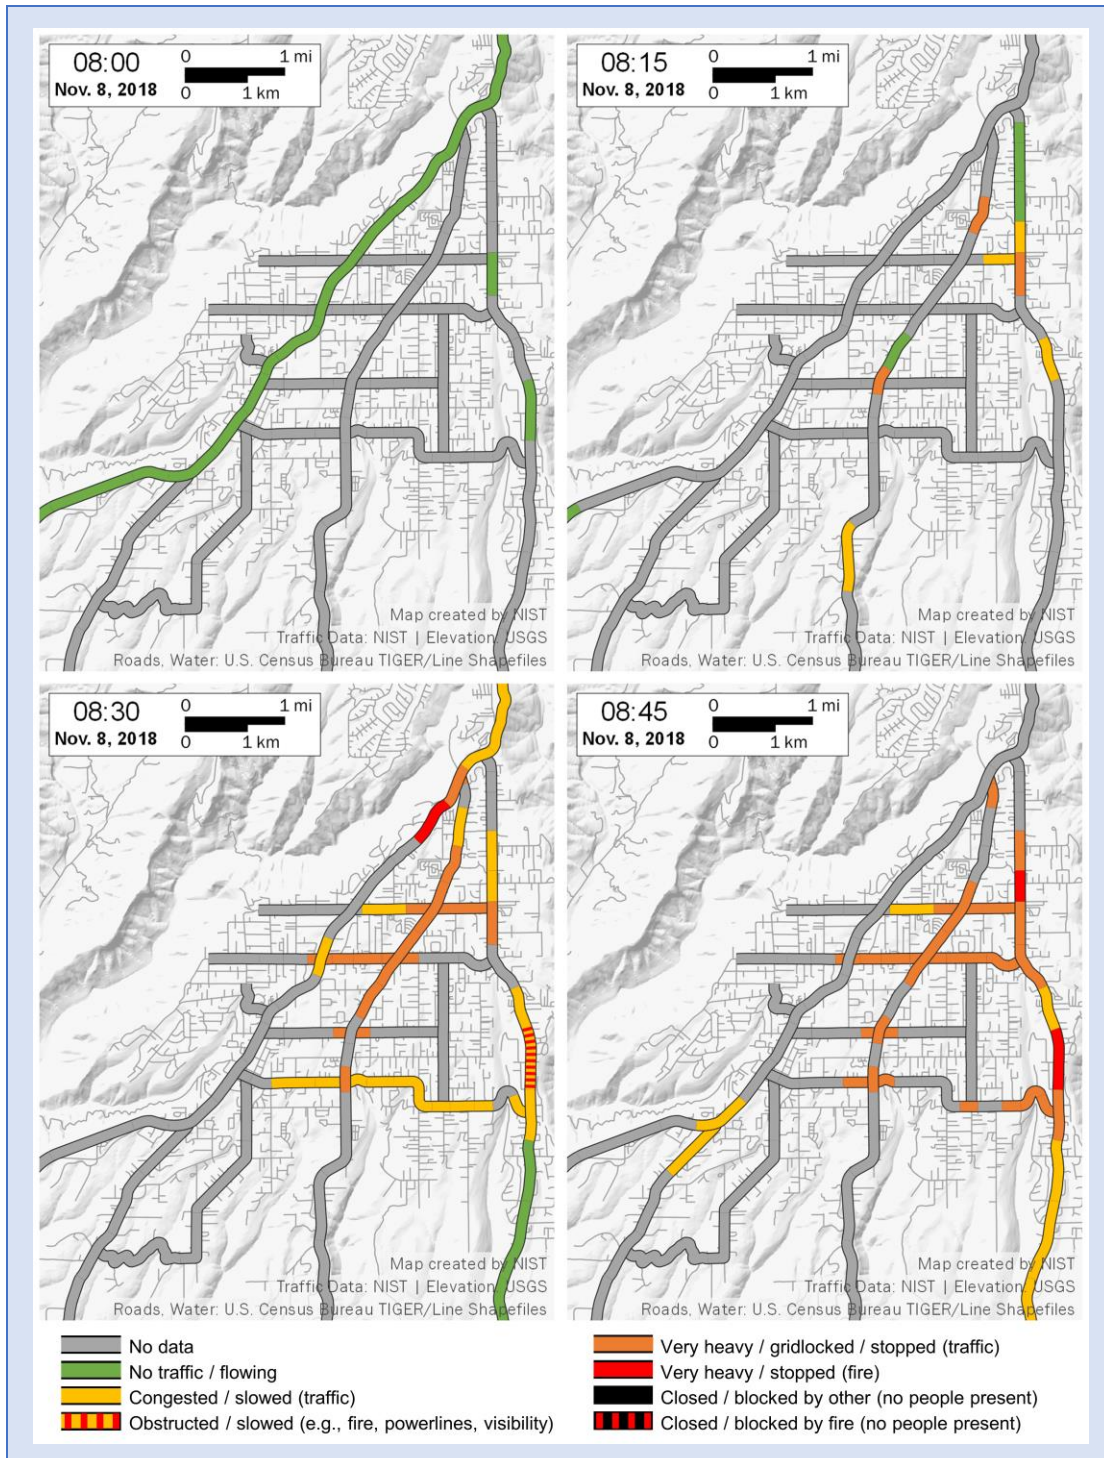 08:00
Nov. 8, 2018
0 1 mi
0 1 km
Map created by NIST
Traffic Data: NIST | Elevation: USGS
Roads, Water: U.S. Census Bureau TIGER/Line Shapefiles
08:15
Nov. 8, 2018
0 1 mi
0 1 km
Map created by NIST
Traffic Data: NIST | Elevation: USGS
Roads, Water: U.S. Census Bureau TIGER/Line Shapefiles
08:30
Nov. 8, 2018
0 1 mi
0 1 km
Map created by NIST
Traffic Data: NIST | Elevation: USGS
Roads, Water: U.S. Census Bureau TIGER/Line Shapefiles
08:45
Nov. 8, 2018
0 1 mi
0 1 km
Map created by NIST
Traffic Data: NIST | Elevation: USGS
Roads, Water: U.S. Census Bureau TIGER/Line Shapefiles
No data
No traffic / flowing
Congested / slowed (traffic)
Obstructed / slowed (e.g., fire, powerlines, visibility)
Very heavy / gridlocked / stopped (traffic)
Very heavy / stopped (fire)
Closed / blocked by other (no people present)
Closed / blocked by fire (no people present)